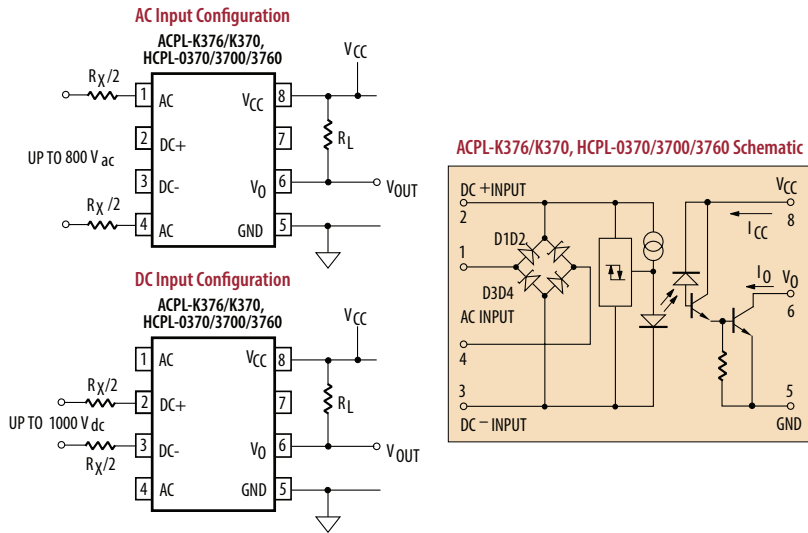 AC Input Configuration
ACPL-K376/K370,
HCPL-0370/3700/3760
VCC
RX/2
1 AC
VCC 8
2 DC+
7
RL
UP TO 800 Vac
3 DC-
VO 6
VOUT
RX/2
4 AC
GND 5
DC Input Configuration
ACPL-K376/K370,
HCPL-0370/3700/3760
VCC
1 AC
VCC 8
RX/2
2 DC+
7
RL
UP TO 1000 Vdc
3 DC-
VO 6
VOUT
RX/2
4 AC
GND 5
ACPL-K376/K370, HCPL-0370/3700/3760 Schematic
DC +INPUT
2
VCC
8
ICC
D1D2
1
IO
VO
6
D3D4
AC INPUT
4
3
DC – INPUT
5
GND